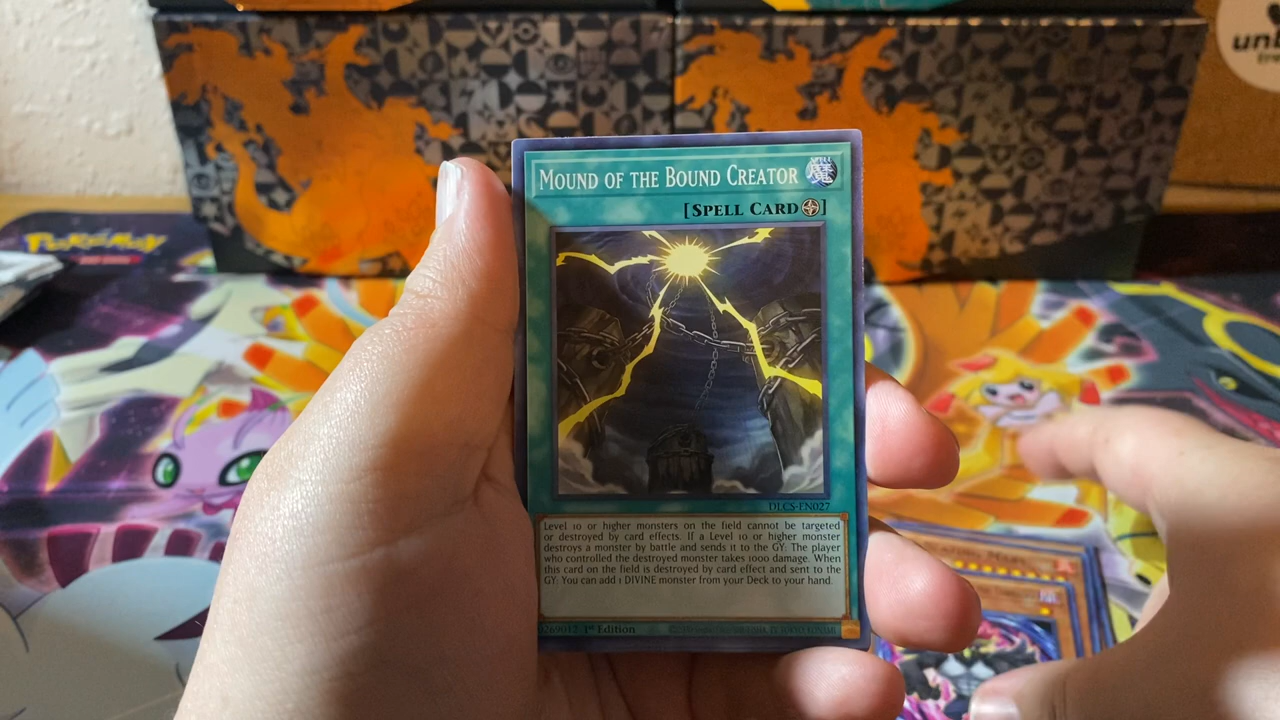 Pokémon
MOUND OF THE BOUND CREATOR
魔
[SPELL CARD]
DLCS-EN027
Level 10 or higher monsters on the field cannot be targeted
or destroyed by card effects. If a Level 10 or higher monster
destroys a monster by battle and sends it to the GY: The player
who controlled the destroyed monster takes 1000 damage. When
this card on the field is destroyed by card effect and sent to the
GY: You can add 1 DIVINE monster from your Deck to your hand.
269012 1st Edition